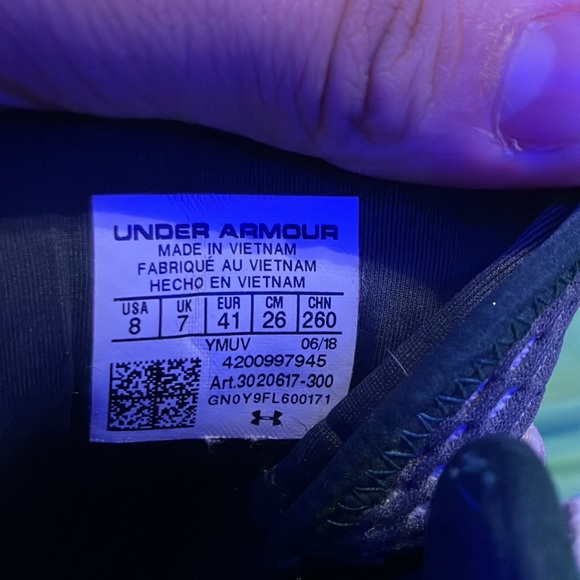 UNDER ARMOUR
MADE IN VIETNAM
FABRIQUÉ AU VIETNAM
HECHO EN VIETNAM
USA UK EUR CM CHN
8 7 41 26 260
YMUV 06/18
4200997945
Art.3020617-300
GN0Y9FL600171